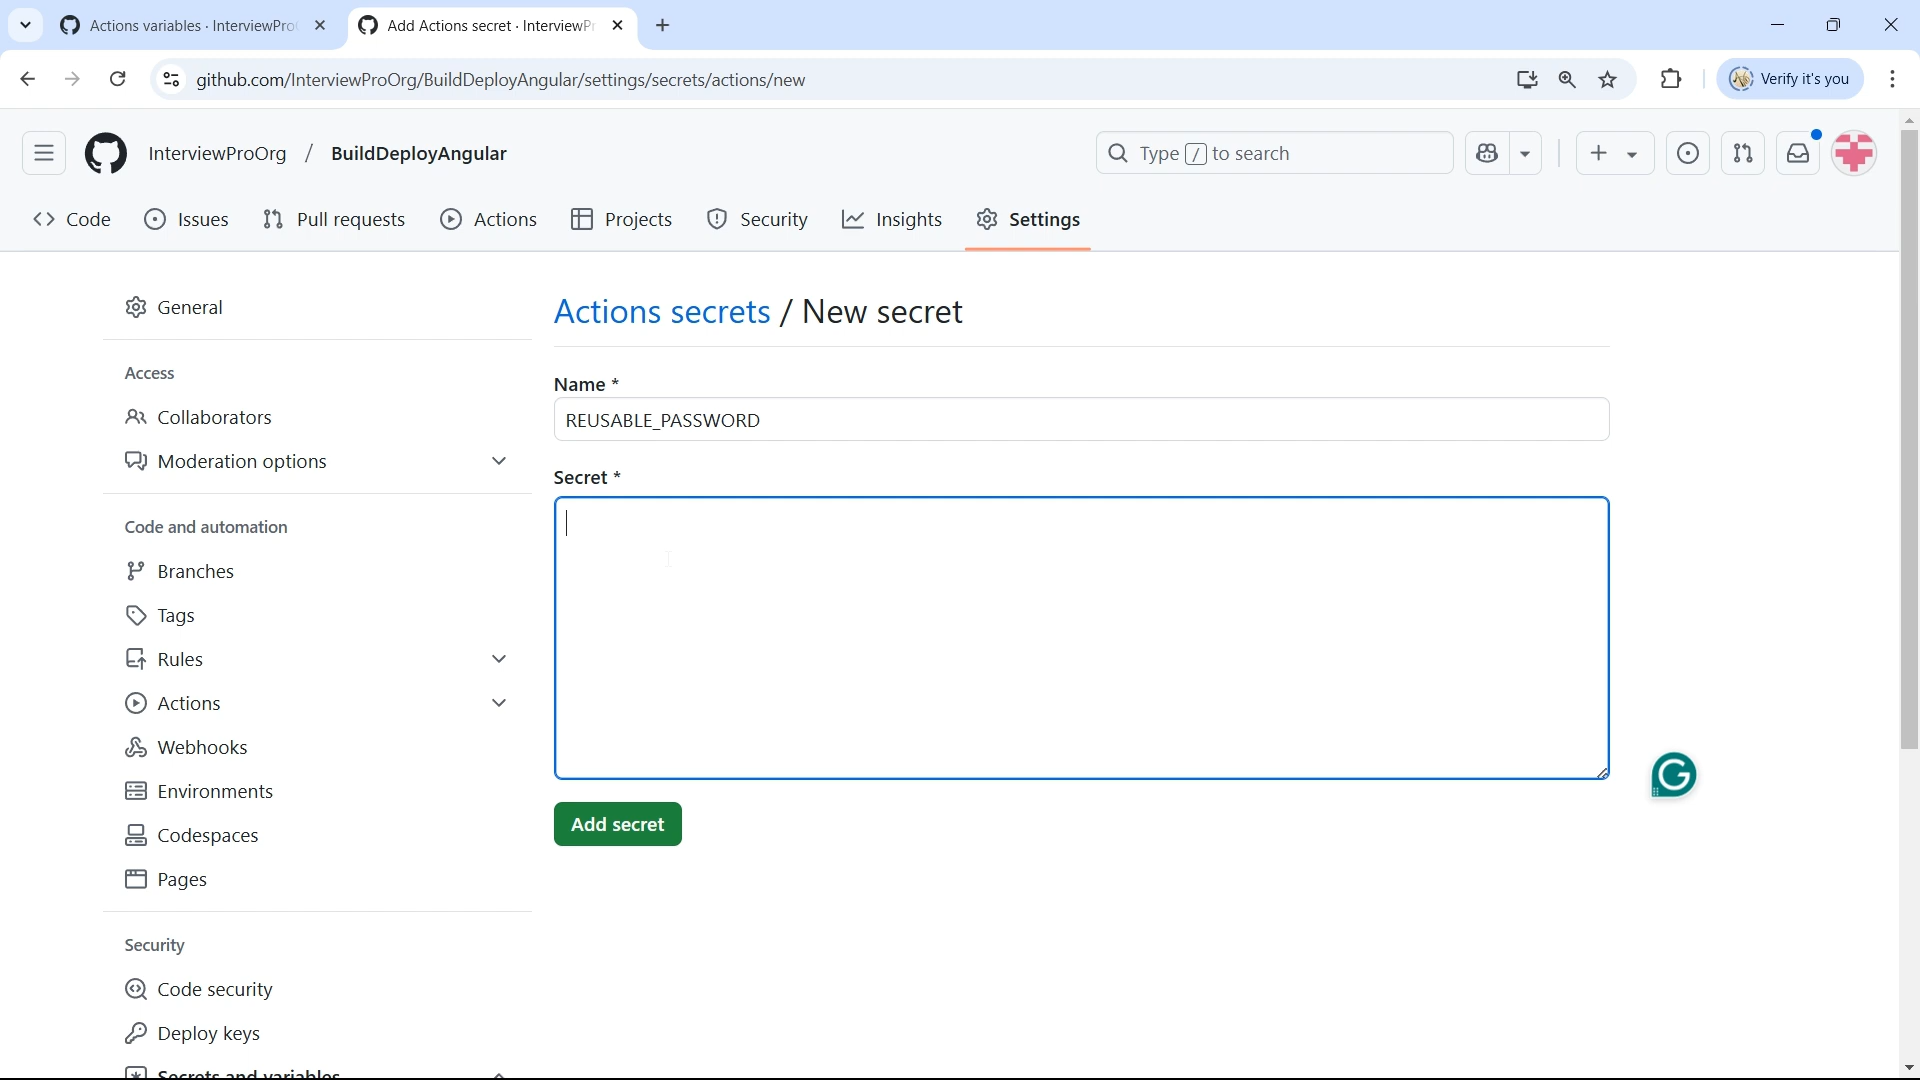 Actions variables · InterviewPro
Add Actions secret · InterviewPr
github.com/InterviewProOrg/BuildDeployAngular/settings/secrets/actions/new
Verify it's you
InterviewProOrg / BuildDeployAngular
Type / to search
Code
Issues
Pull requests
Actions
Projects
Security
Insights
Settings
General
Access
Collaborators
Moderation options
Code and automation
Branches
Tags
Rules
Actions
Webhooks
Environments
Codespaces
Pages
Security
Code security
Deploy keys
Secrets and variables
Actions secrets / New secret
Name *
REUSABLE_PASSWORD
Secret *
Add secret